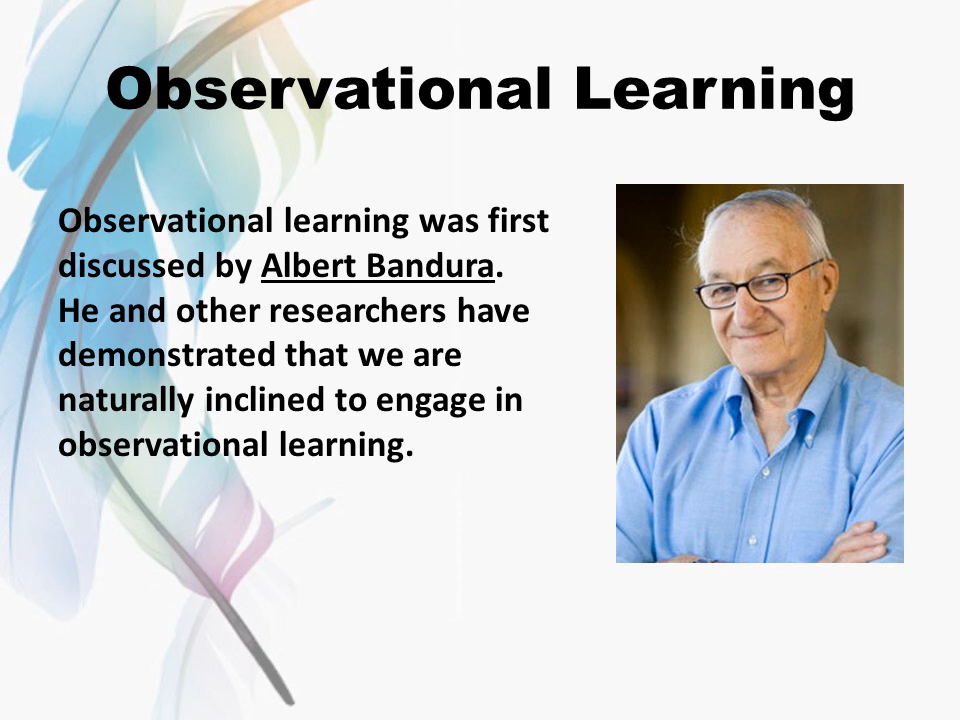 Observational Learning
Observational learning was first
discussed by Albert Bandura.
He and other researchers have
demonstrated that we are
naturally inclined to engage in
observational learning.